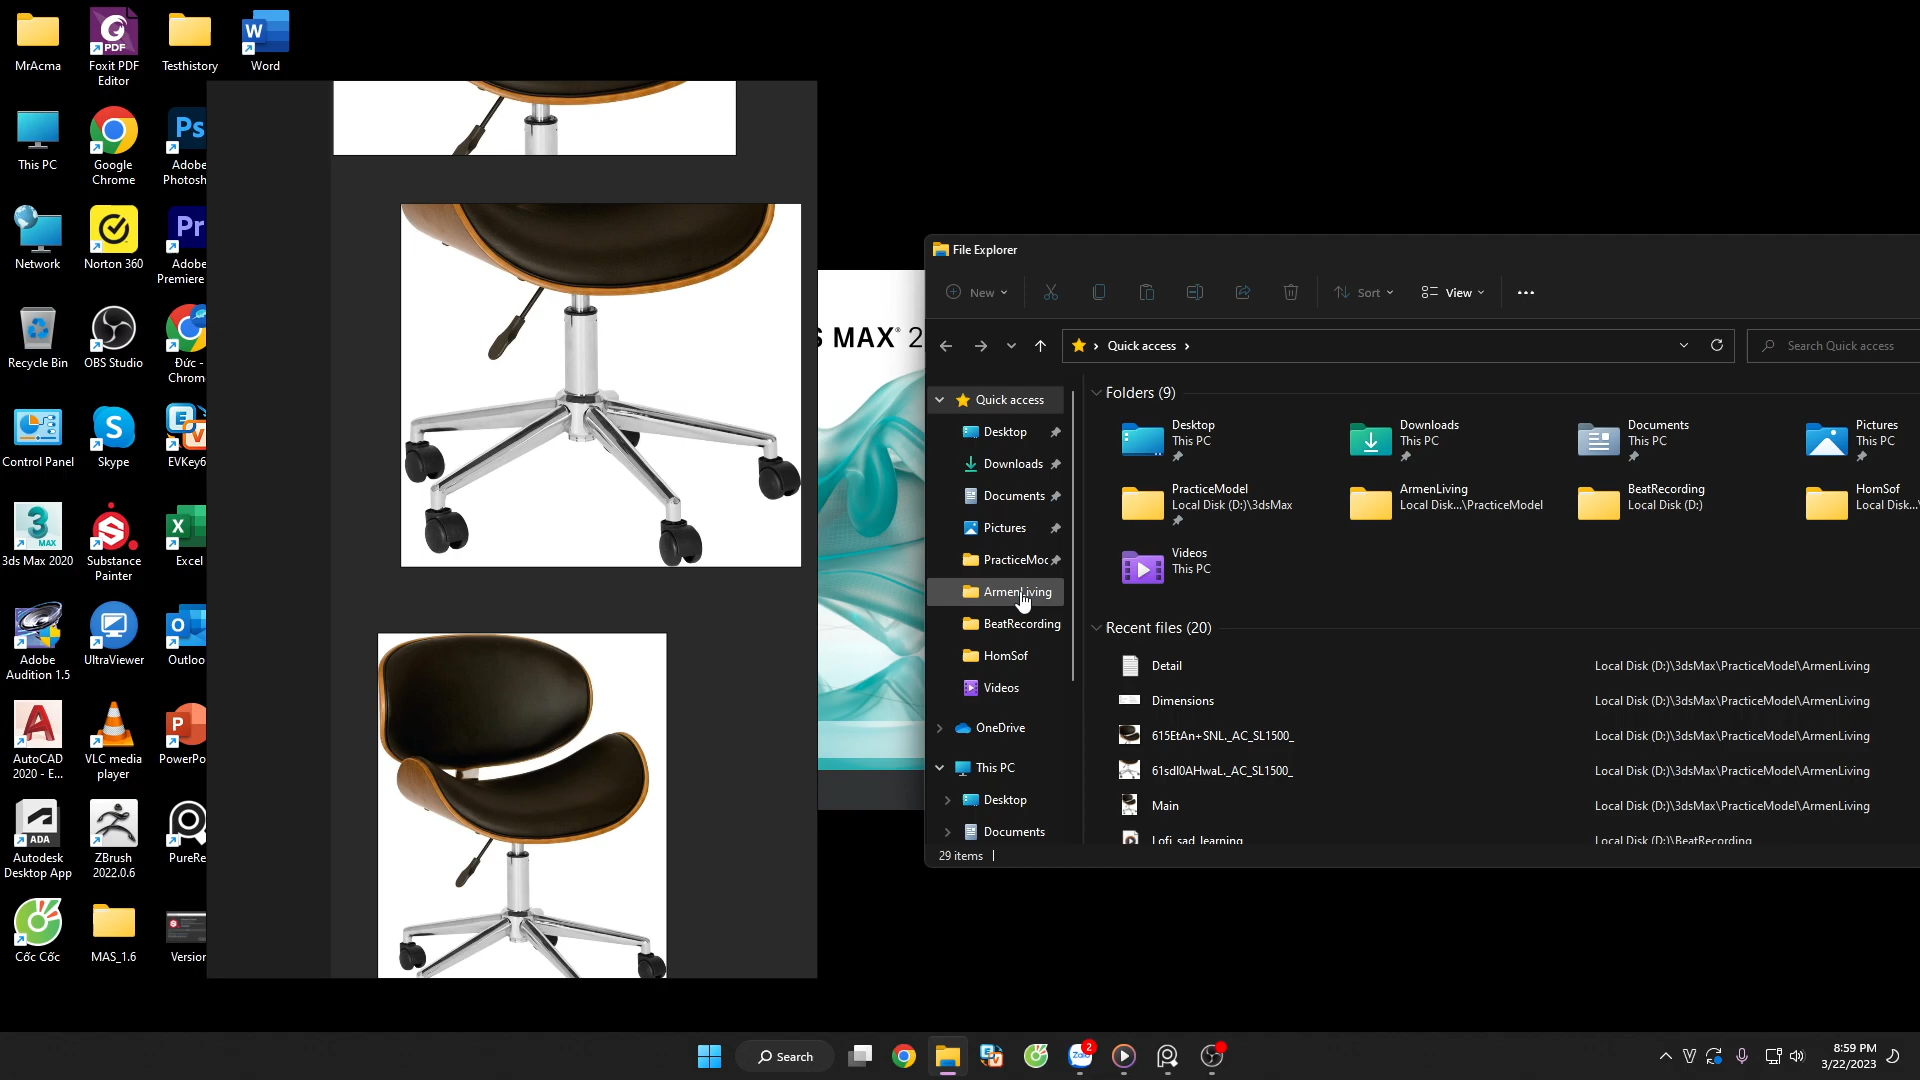 MrAcma
Foxit PDF
Editor
Testhistory
Word
This PC
Google
Chrome
Adobe
Photosh
Network
Norton 360
Adobe
Premiere
Recycle Bin
OBS Studio
Đức -
Chrom
Control Panel
Skype
EVKey6
3ds Max 2020
Substance
Painter
Excel
Adobe
Audition 1.5
UltraViewer
Outloo
AutoCAD
2020 - E...
VLC media
player
PowerPo
Autodesk
Desktop App
ZBrush
2022.0.6
PureRe
Cốc Cốc
MAS_1.6
Version
S MAX® 2
File Explorer
New
Sort
View
Quick access
Search Quick access
Quick access
Desktop
Downloads
Documents
Pictures
PracticeMoc
ArmenLiving
BeatRecording
HomSof
Videos
OneDrive
This PC
Desktop
Documents
Folders (9)
Desktop
This PC
Downloads
This PC
Documents
This PC
Pictures
This PC
PracticeModel
Local Disk (D:)\3dsMax
ArmenLiving
Local Disk...\PracticeModel
BeatRecording
Local Disk (D:)
HomSof
Local Disk...\
Videos
This PC
Recent files (20)
Detail Local Disk (D:)\3dsMax\PracticeModel\ArmenLiving
Dimensions Local Disk (D:)\3dsMax\PracticeModel\ArmenLiving
615EtAn+SNL._AC_SL1500_ Local Disk (D:)\3dsMax\PracticeModel\ArmenLiving
61sdl0AHwaL._AC_SL1500_ Local Disk (D:)\3dsMax\PracticeModel\ArmenLiving
Main Local Disk (D:)\3dsMax\PracticeModel\ArmenLiving
Lofi_sad_learning Local Disk (D:)\BeatRecording
29 items
Search
2
8:59 PM
3/22/2023